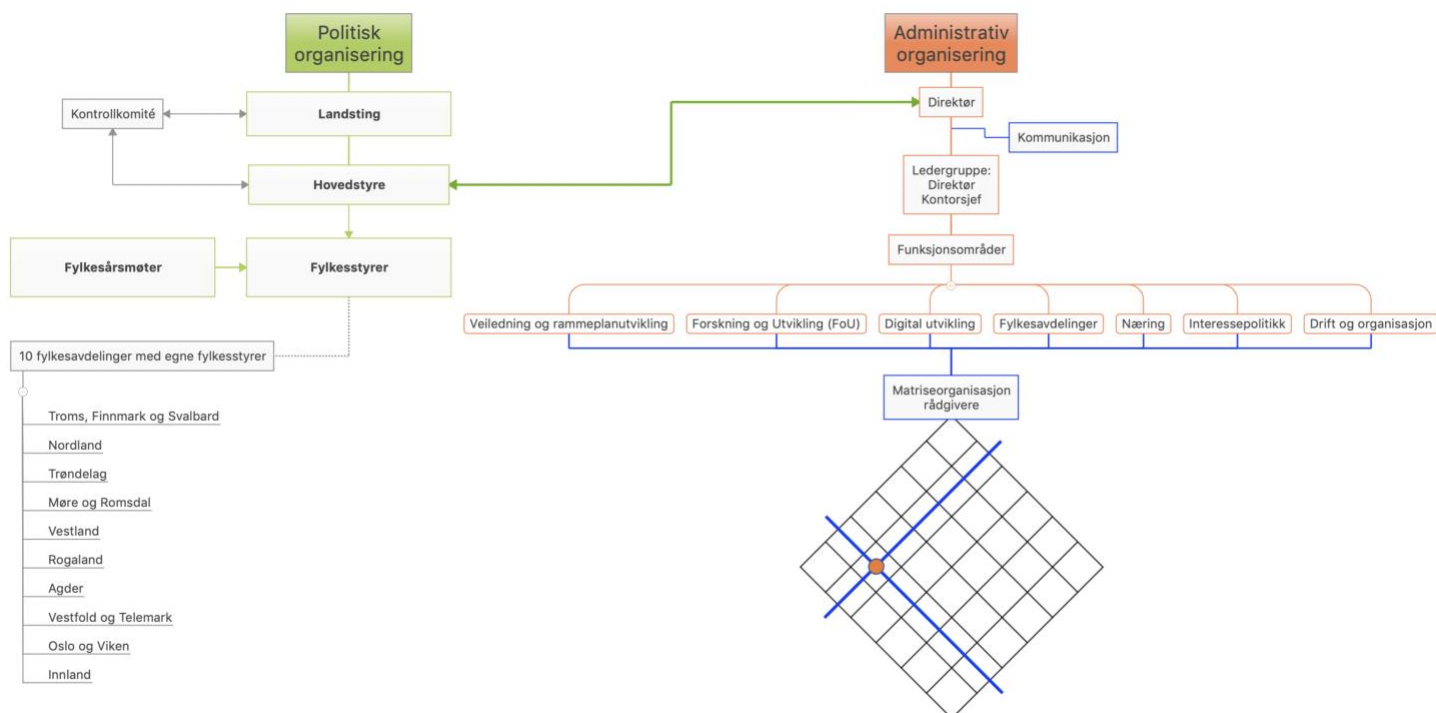 Politisk
organisering
Kontrollkomité
Landsting
Hovedstyre
Fylkesårsmøter
Fylkesstyrer
10 fylkesavdelinger med egne fylkesstyrer
Troms, Finnmark og Svalbard
Nordland
Trøndelag
Møre og Romsdal
Vestland
Rogaland
Agder
Vestfold og Telemark
Oslo og Viken
Innland
Administrativ
organisering
Direktør
Kommunikasjon
Ledergruppe:
Direktør
Kontorsjef
Funksjonsområder
Veiledning og rammeplanutvikling
Forskning og Utvikling (FoU)
Digital utvikling
Fylkesavdelinger
Næring
Interessepolitikk
Drift og organisasjon
Matriseorganisasjon
rådgivere